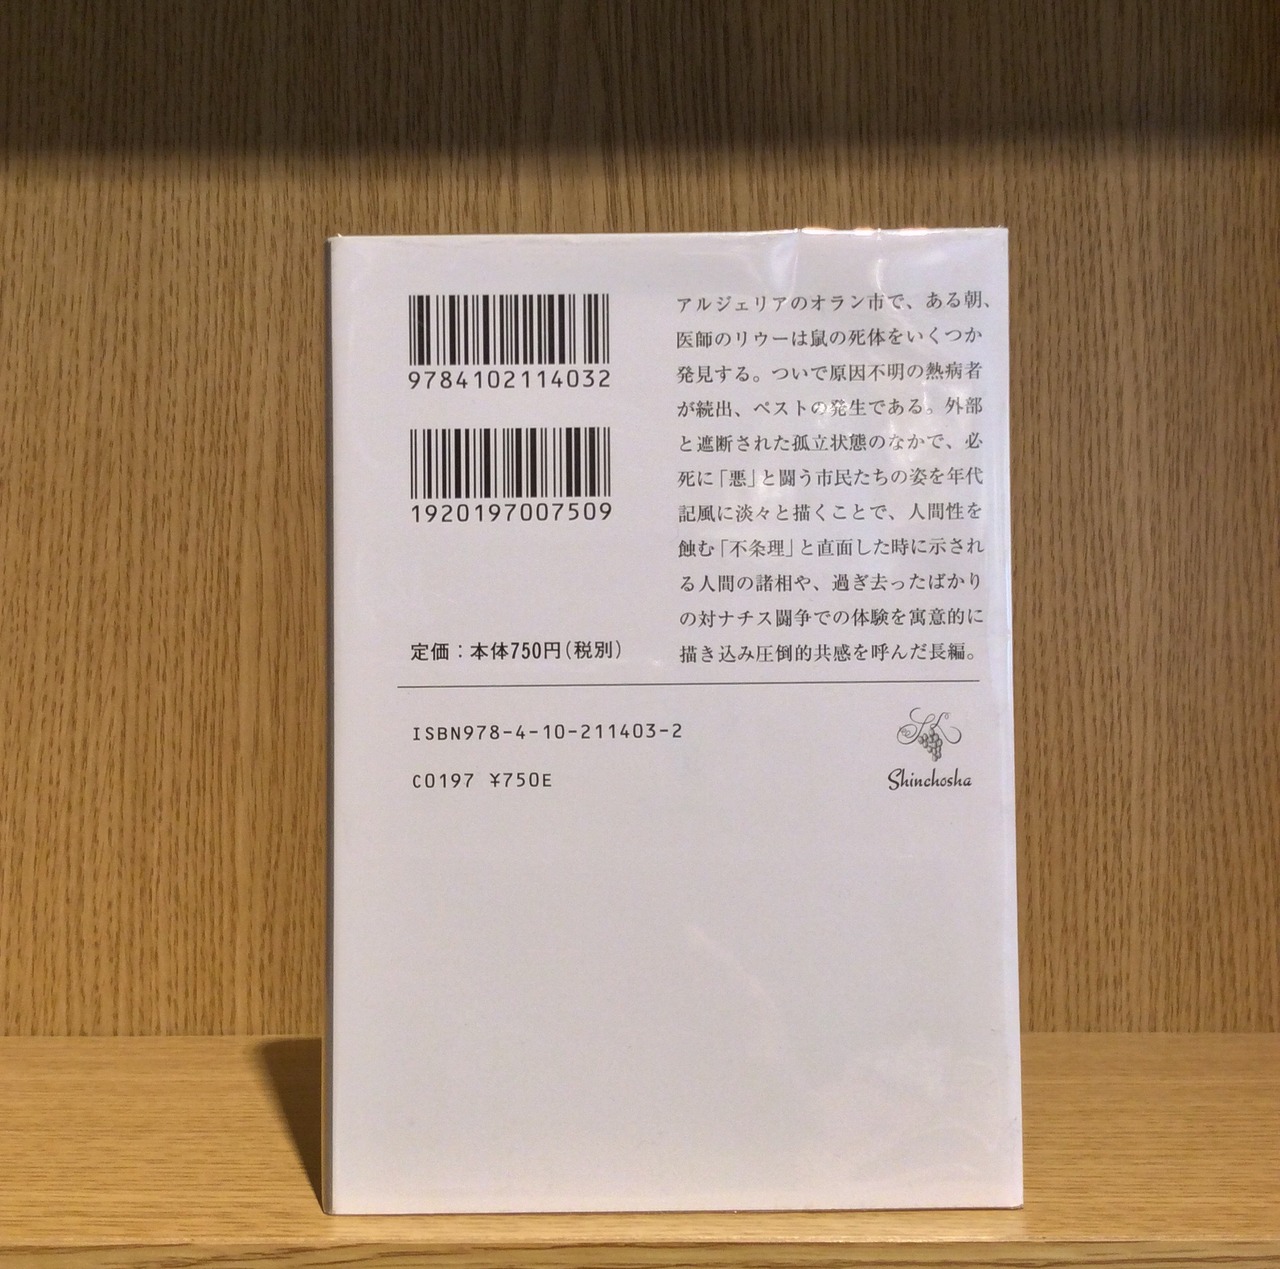 9784102114032
1920197007509
定価：本体750円（税別）
アルジェリアのオラン市で、ある朝、
医師のリウーは鼠の死体をいくつか
発見する。ついで原因不明の熱病者
が続出、ペストの発生である。外部
と遮断された孤立状態のなかで、必
死に「悪」と闘う市民たちの姿を年代
記風に淡々と描くことで、人間性を
蝕む「不条理」と直面した時に示され
る人間の諸相や、過ぎ去ったばかり
の対ナチス闘争での体験を寓意的に
描き込み圧倒的共感を呼んだ長編。
ISBN978-4-10-211403-2
C0197 ¥750E
Shinchosha